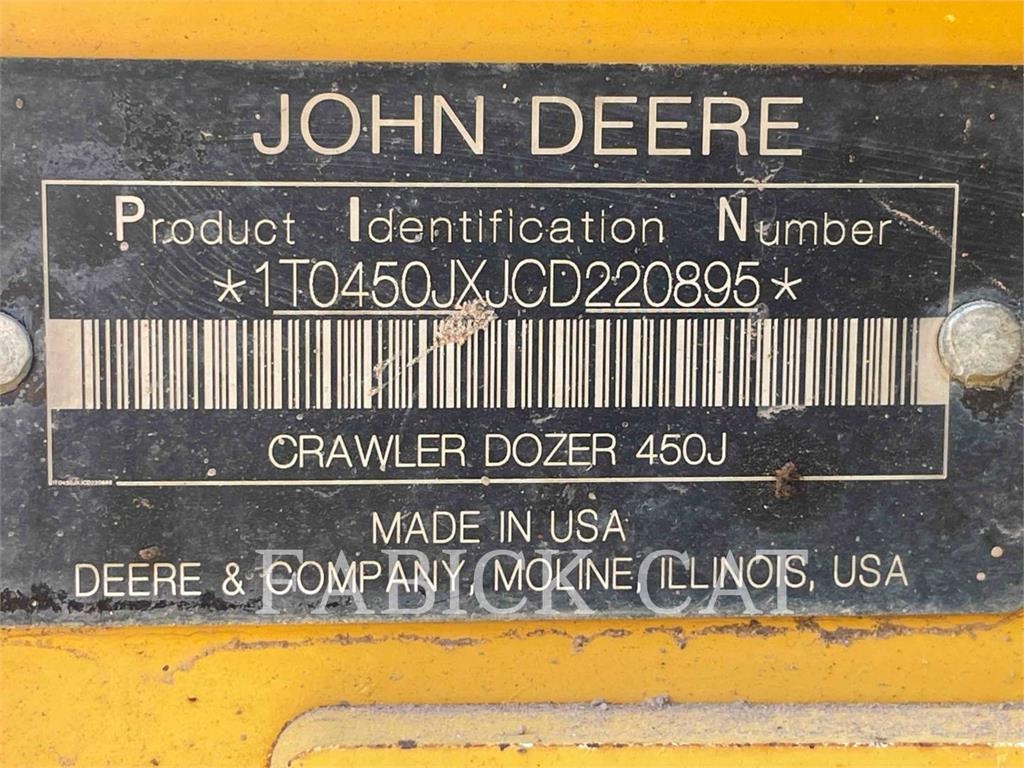 JOHN DEERE
Product Identification Number
*1T0450JXJCD220895*
CRAWLER DOZER 450J
1T0450JXJCD220895
MADE IN USA
DEERE & COMPANY, MOLINE, ILLINOIS, USA
FABICK CAT